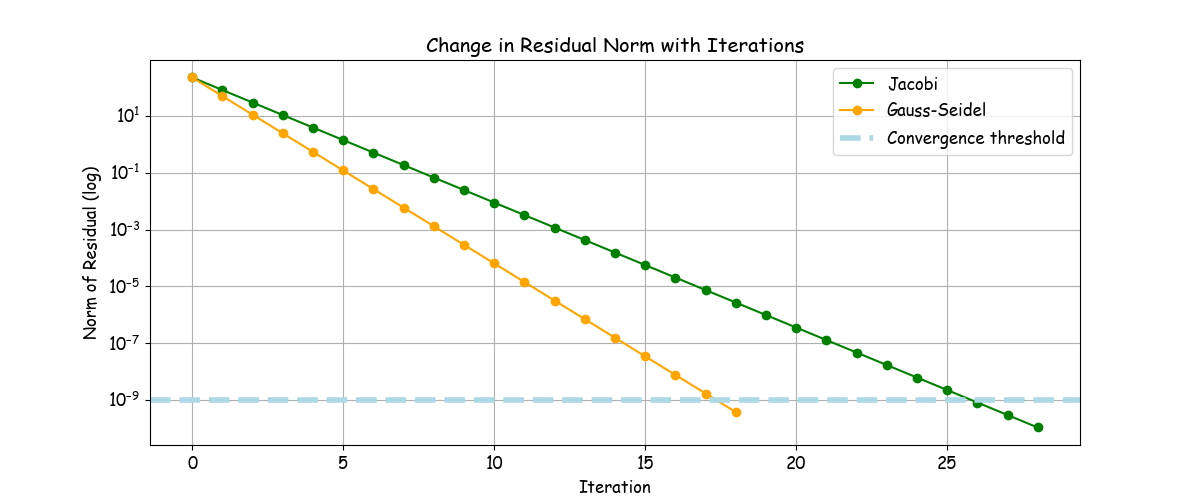 Change in Residual Norm with Iterations
Jacobi
Gauss-Seidel
Convergence threshold
Norm of Residual (log)
10¹
10⁻¹
10⁻³
10⁻⁵
10⁻⁷
10⁻⁹
0 5 10 15 20 25
Iteration